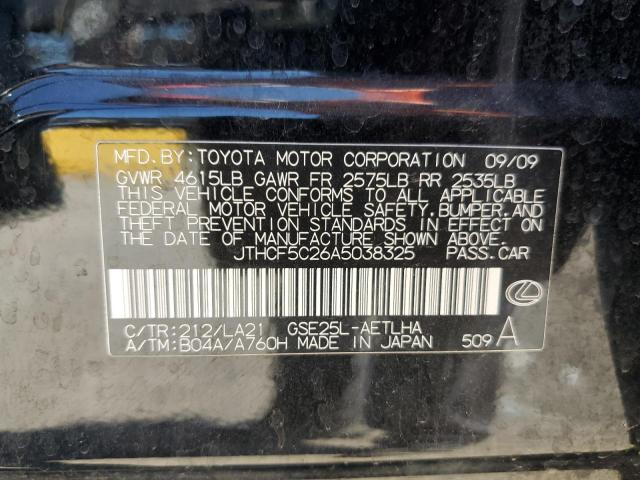 MFD. BY: TOYOTA MOTOR CORPORATION 09/09
GVWR 4615LB GAWR FR 2575LB RR 2535LB
THIS VEHICLE CONFORMS TO ALL APPLICABLE
FEDERAL MOTOR VEHICLE SAFETY, BUMPER, AND
THEFT PREVENTION STANDARDS IN EFFECT ON
THE DATE OF MANUFACTURE SHOWN ABOVE.
JTHCF5C26A5038325 PASS. CAR
C/TR: 212/LA21 GSE25L-AETLHA
A/TM: B04A/A760H MADE IN JAPAN 509 A